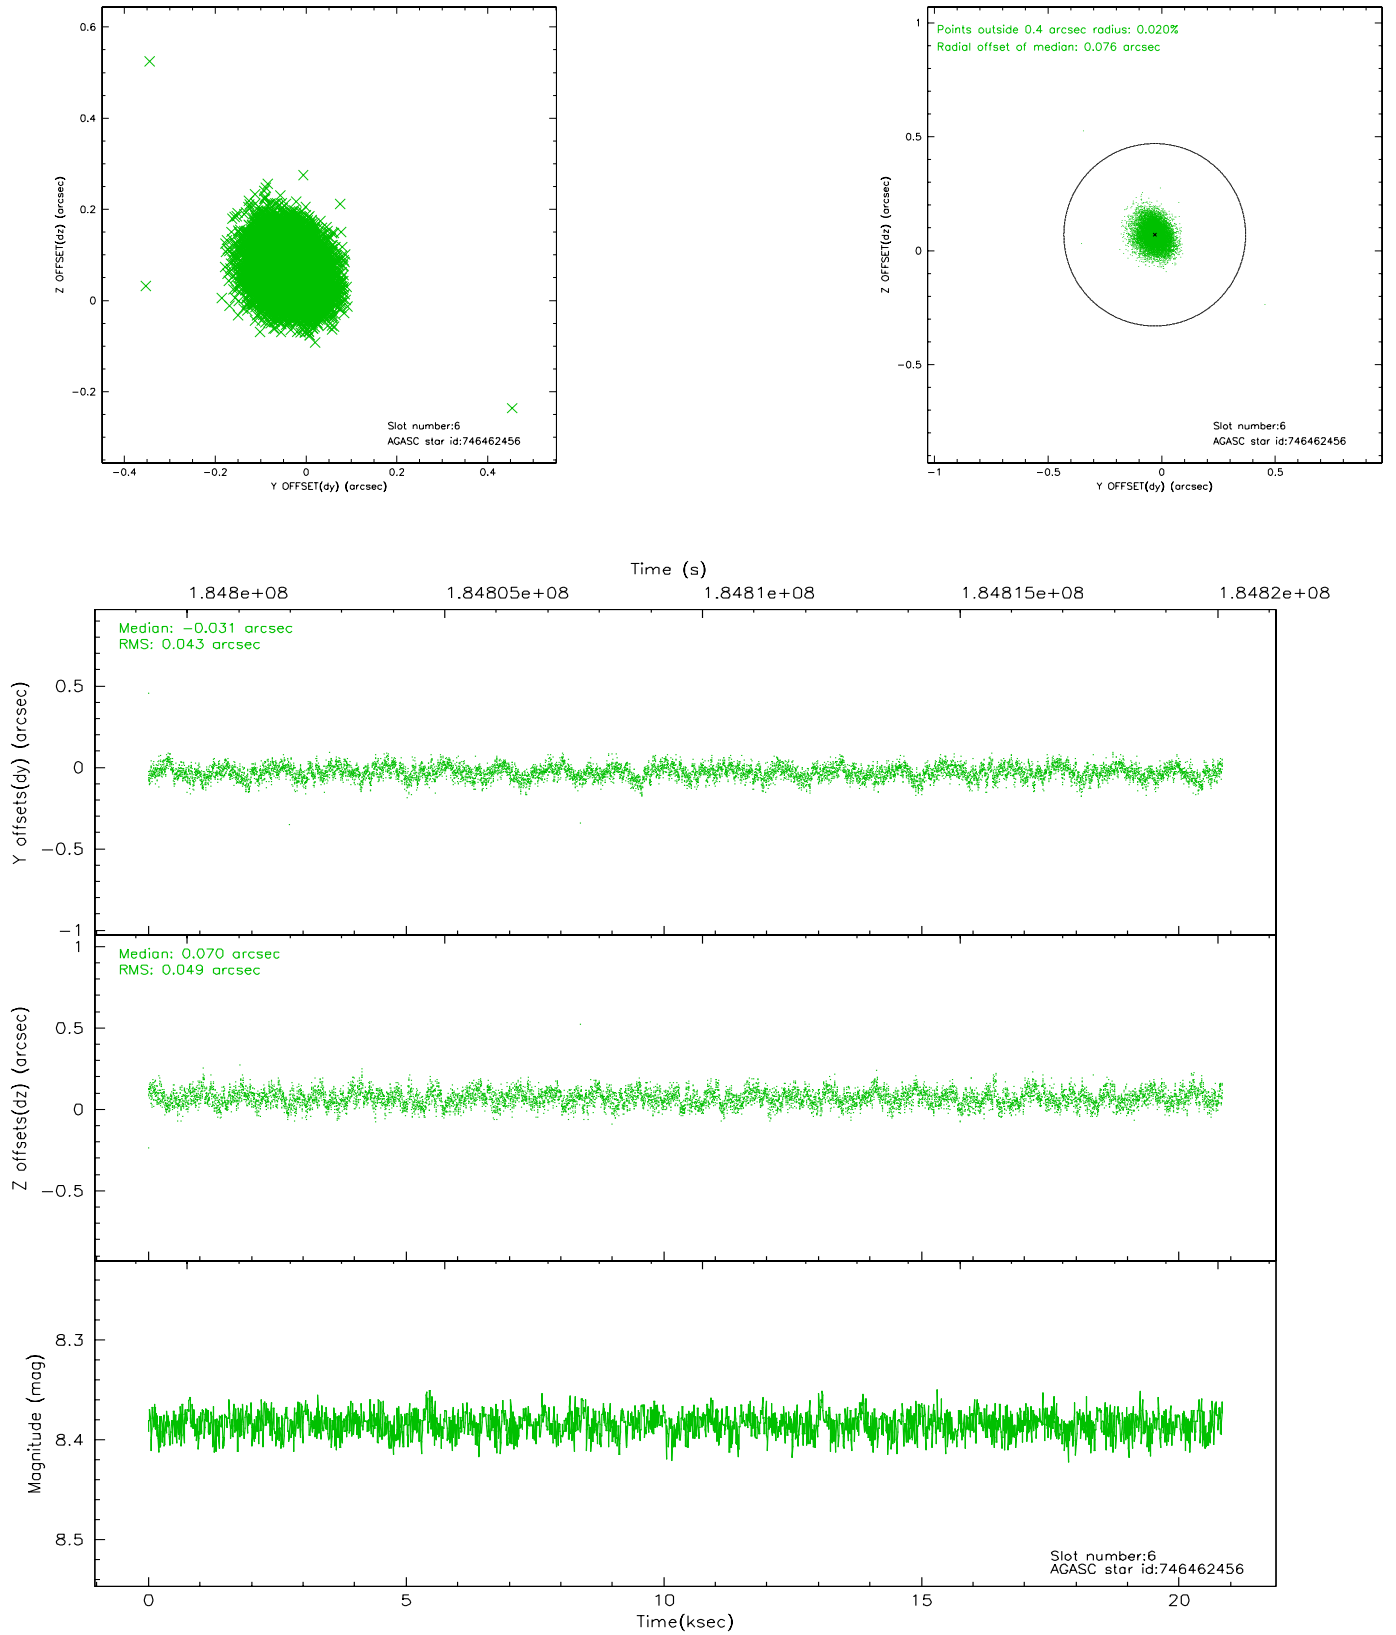 0.6
0.4
0.2
0
−0.2
Z OFFSET(dz) (arcsec)
Slot number:6
AGASC star id:746462456
−0.4 −0.2 0 0.2 0.4
Y OFFSET(dy) (arcsec)
Points outside 0.4 arcsec radius: 0.020%
Radial offset of median: 0.076 arcsec
1
0.5
0
−0.5
Z OFFSET(dz) (arcsec)
Slot number:6
AGASC star id:746462456
−1 −0.5 0 0.5
Y OFFSET(dy) (arcsec)
Time (s)
1.848e+08 1.84805e+08 1.8481e+08 1.84815e+08 1.8482e+08
Median: −0.031 arcsec
RMS: 0.043 arcsec
0.5
0
−0.5
−1
Y offsets(dy) (arcsec)
Median: 0.070 arcsec
RMS: 0.049 arcsec
1
0.5
0
−0.5
Z offsets(dz) (arcsec)
8.3
8.4
8.5
Magnitude (mag)
Slot number:6
AGASC star id:746462456
0 5 10 15 20
Time(ksec)